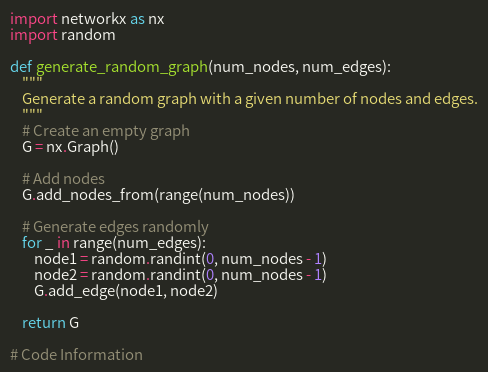 import networkx as nx
import random

def generate_random_graph(num_nodes, num_edges):
    """
    Generate a random graph with a given number of nodes and edges.
    """
    # Create an empty graph
    G = nx.Graph()

    # Add nodes
    G.add_nodes_from(range(num_nodes))

    # Generate edges randomly
    for _ in range(num_edges):
        node1 = random.randint(0, num_nodes - 1)
        node2 = random.randint(0, num_nodes - 1)
        G.add_edge(node1, node2)

    return G

# Code Information